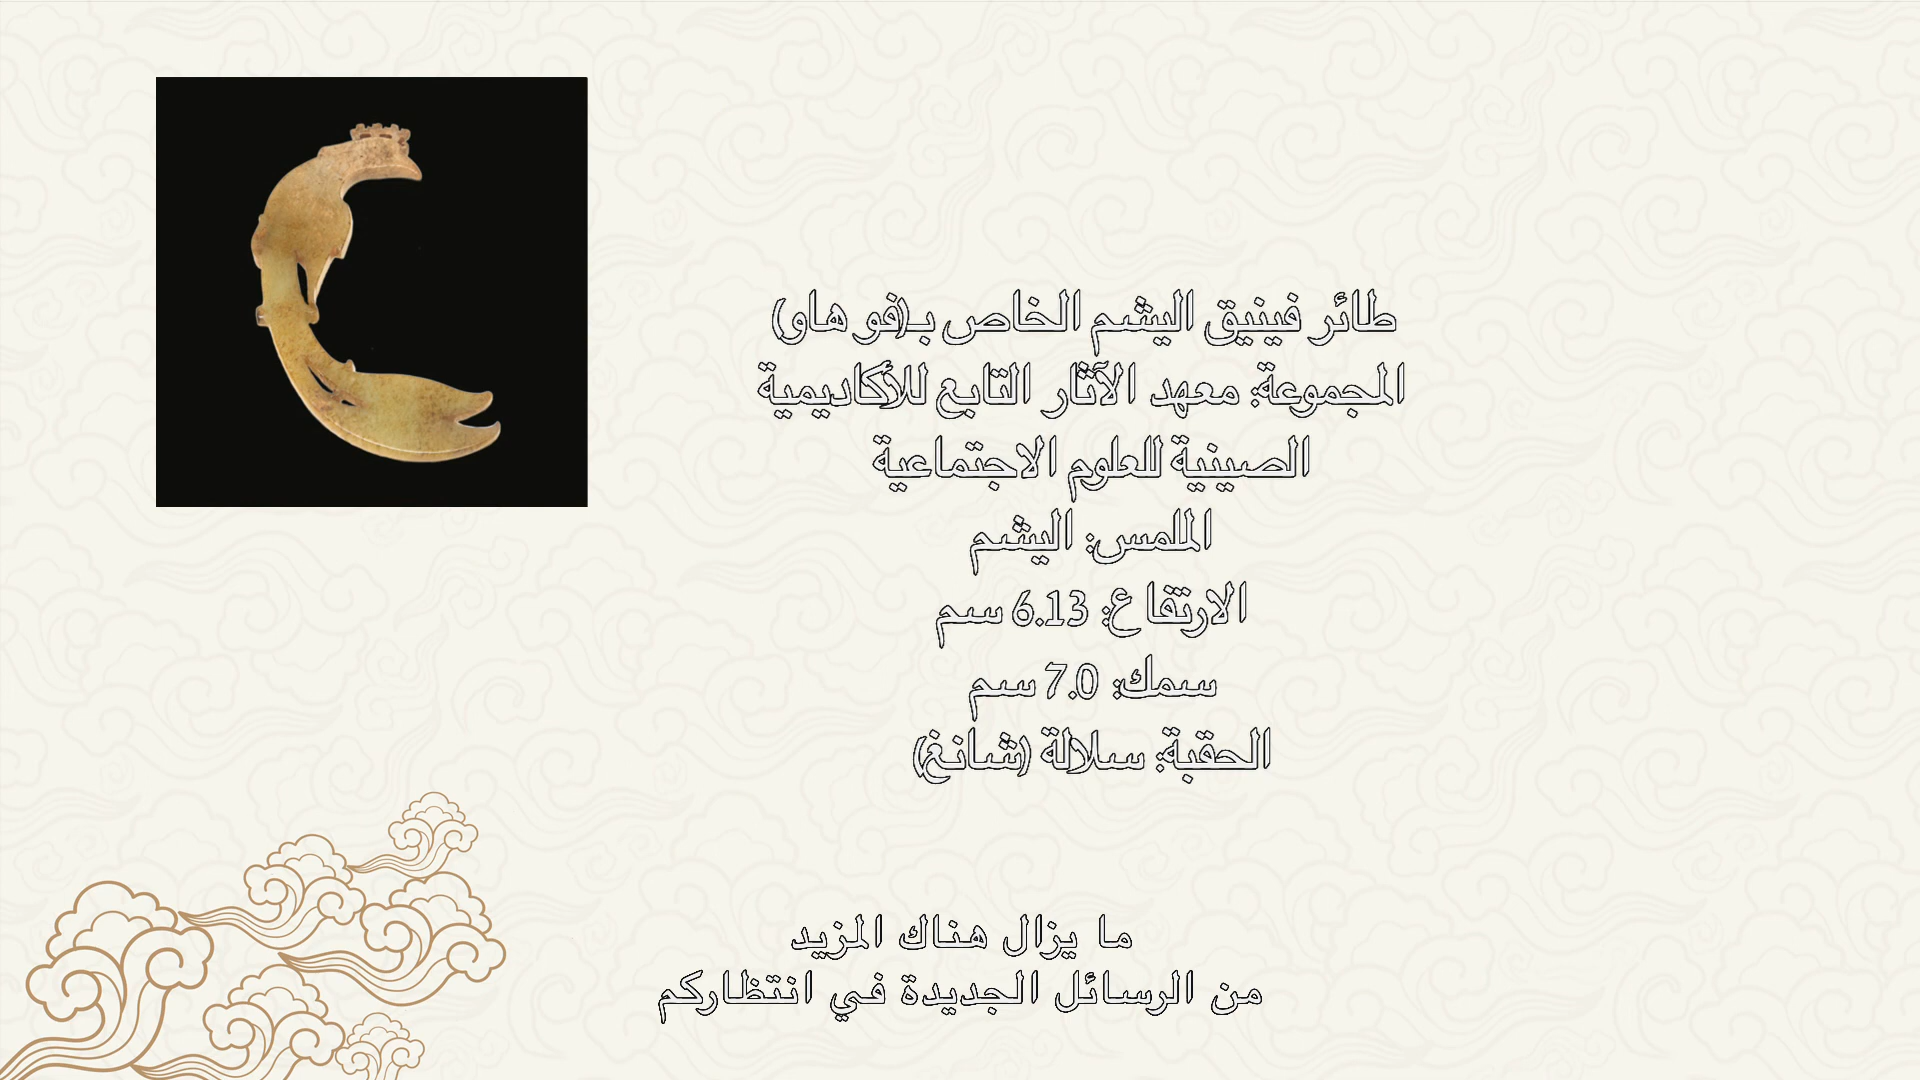 طائر فينيق اليشم الخاص بـ(فو هاو)
المجموعة: معهد الآثار التابع للأكاديمية
الصينية للعلوم الاجتماعية
الملمس: اليشم
الارتفاع: 6.13 سم
سمك: 7.0 سم
الحقبة: سلالة (شانغ)
ما يزال هناك المزيد
من الرسائل الجديدة في انتظاركم